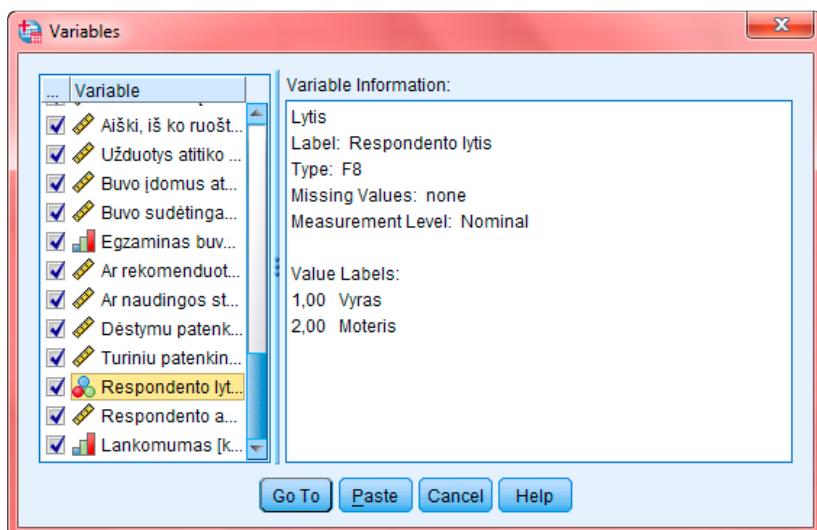 Variables
... Variable
Aiški, iš ko ruošt...
Užduotys atitiko ...
Buvo įdomus at...
Buvo sudėtinga...
Egzaminas buv...
Ar rekomenduot...
Ar naudingos st...
Dėstymu patenk...
Turiniu patenkin...
Respondento lyt...
Respondento a...
Lankomumas [k...
Variable Information:
Lytis
Label: Respondento lytis
Type: F8
Missing Values: none
Measurement Level: Nominal
Value Labels:
1,00 Vyras
2,00 Moteris
Go To Paste Cancel Help